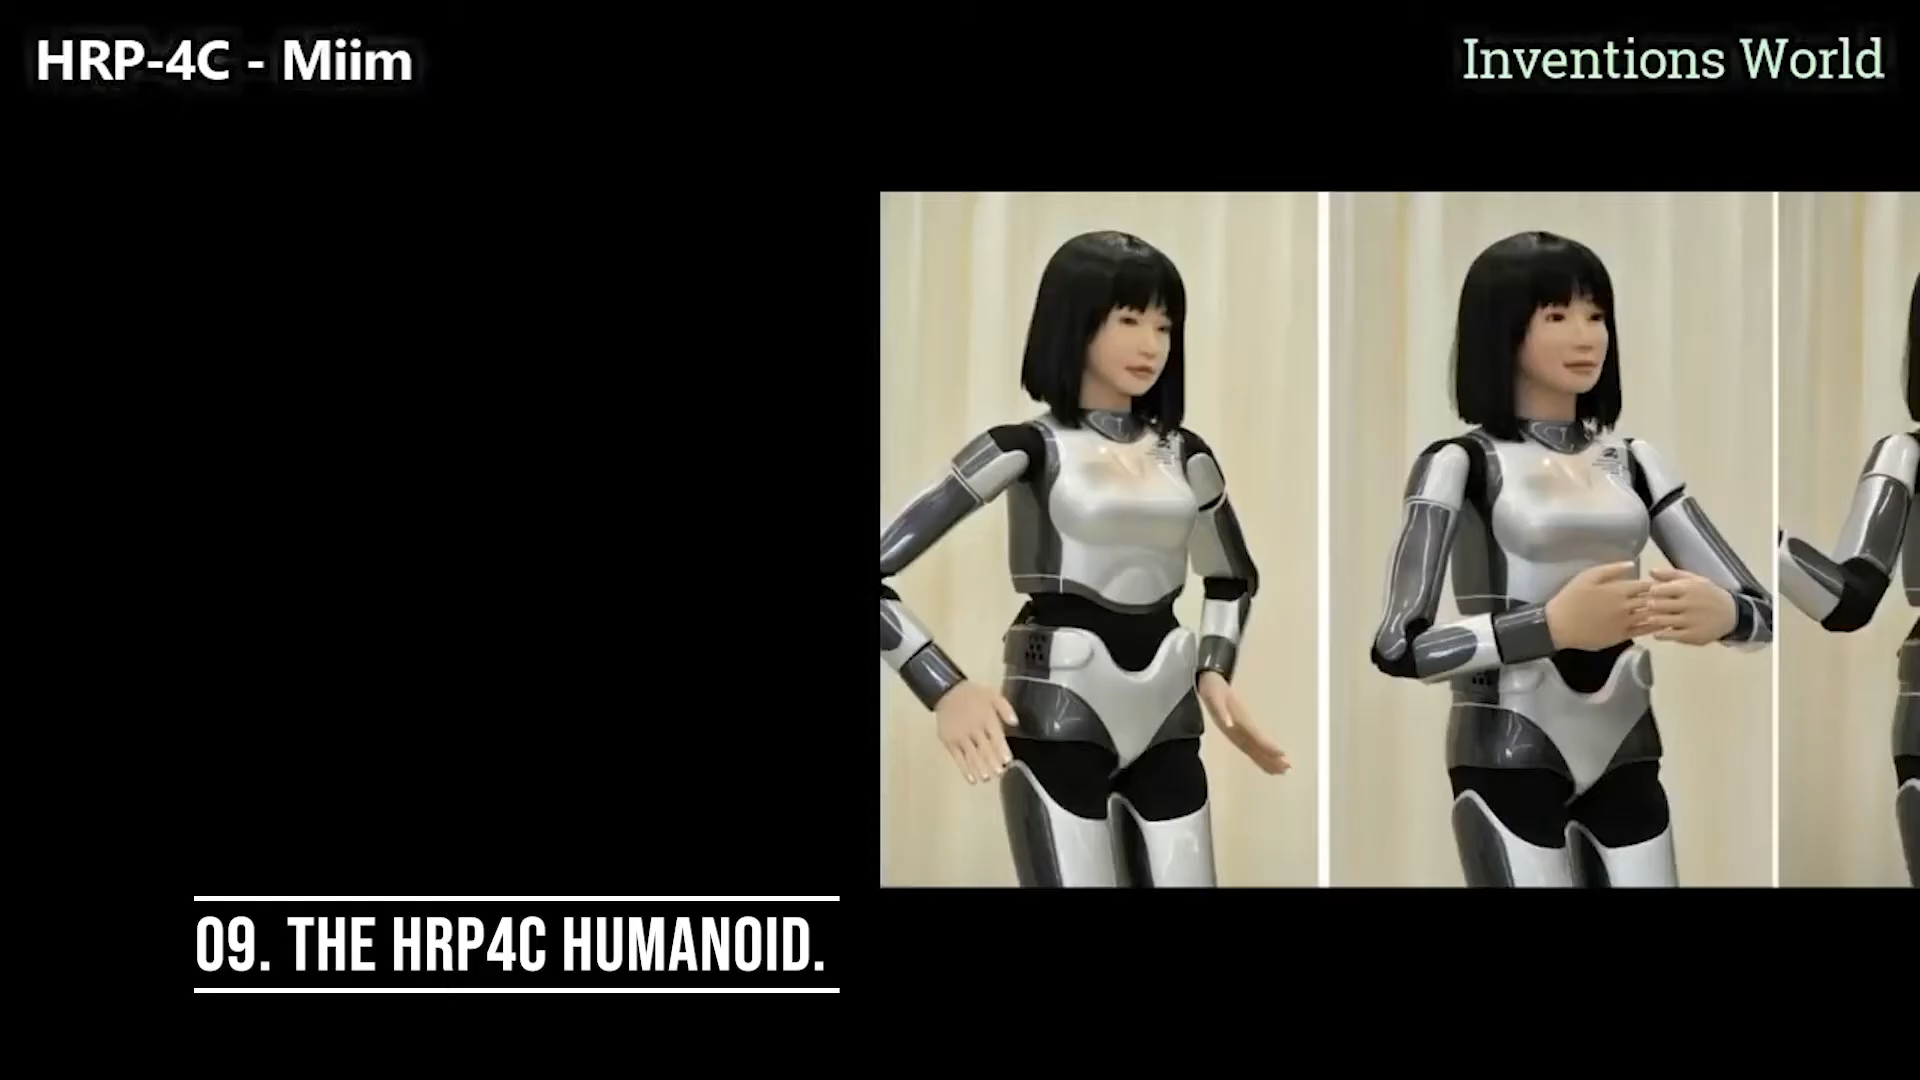 HRP-4C - Miim
Inventions World
09. THE HRP4C HUMANOID.